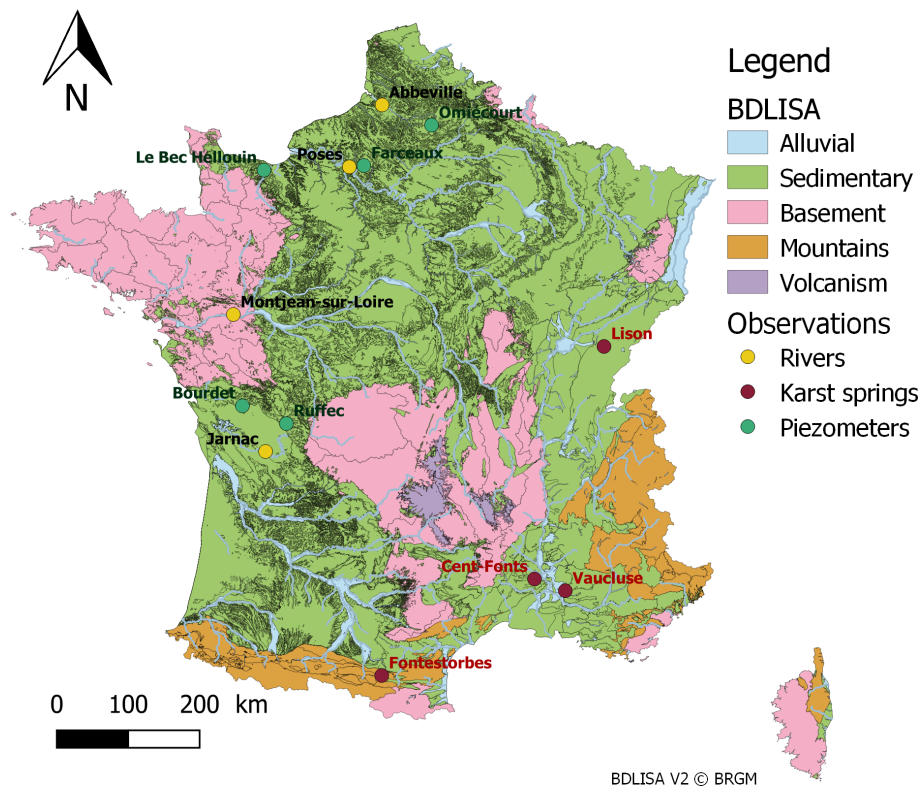 N
Abbeville
Omiécourt
Le Bec Hellouin
Poses
Farceaux
Montjean-sur-Loire
Lison
Bourdet
Ruffec
Jarnac
Cent-Fonts
Vaucluse
Fontestorbes
0 100 200 km
Legend
BDLISA
Alluvial
Sedimentary
Basement
Mountains
Volcanism
Observations
Rivers
Karst springs
Piezometers
BDLISA V2 © BRGM